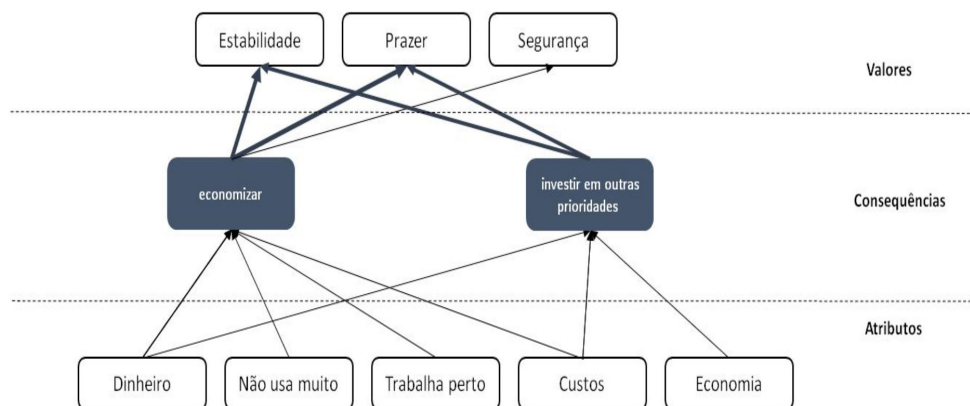 Estabilidade
Prazer
Segurança
Valores
economizar
investir em outras
prioridades
Consequências
Atributos
Dinheiro
Não usa muito
Trabalha perto
Custos
Economia